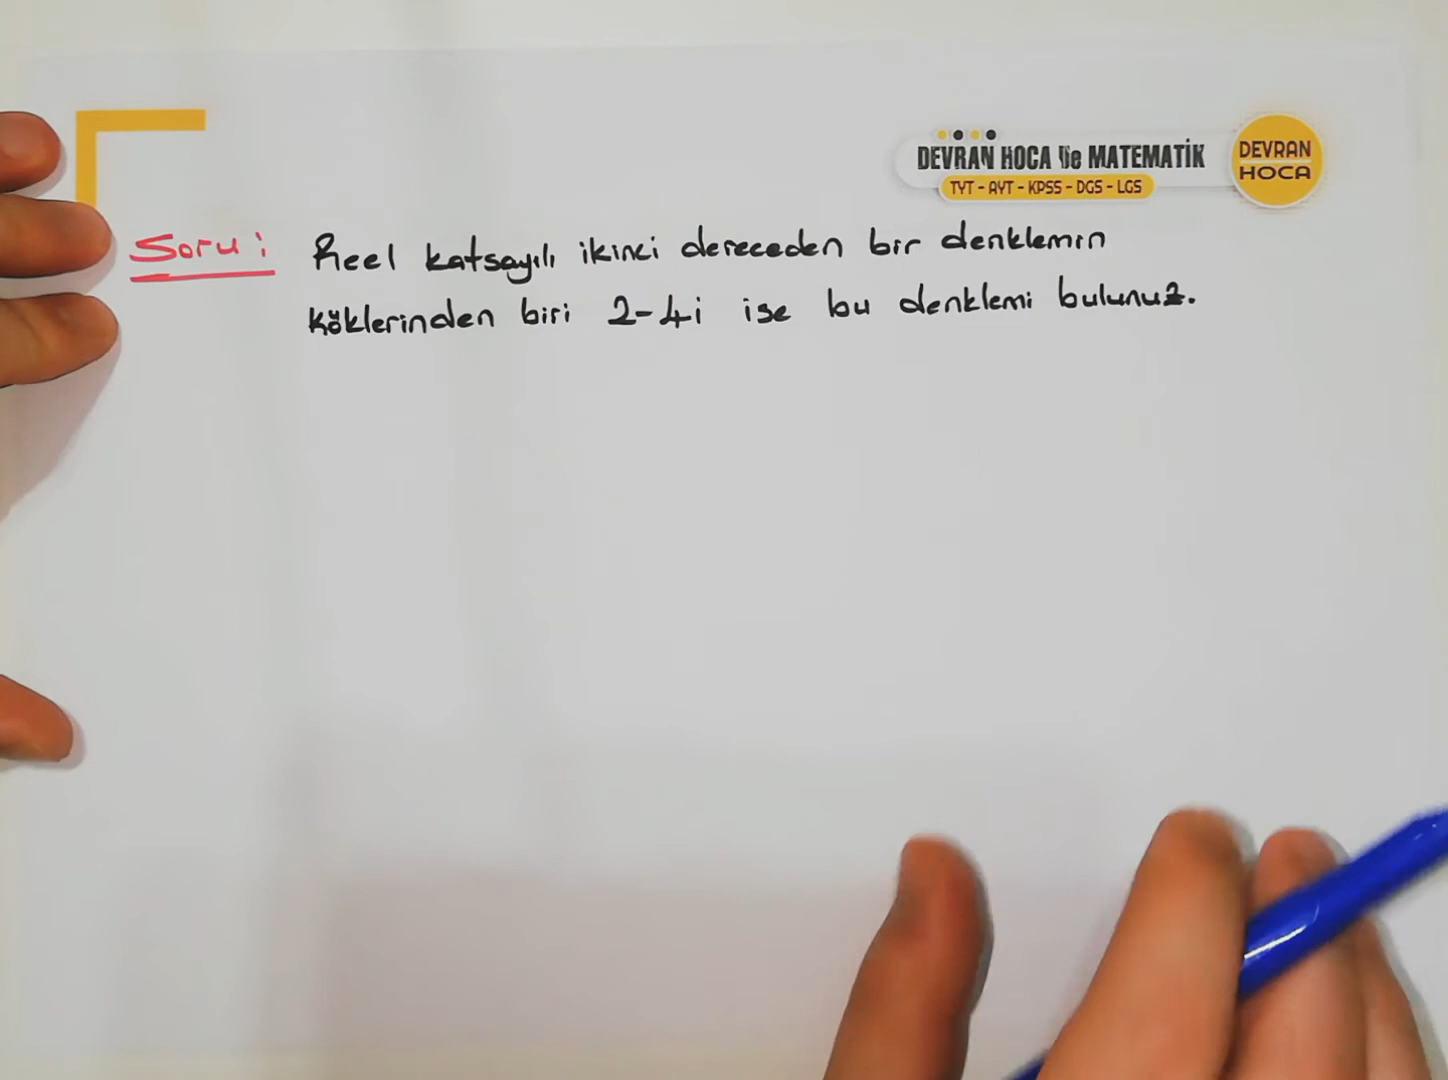 DEVRAN HOCA ile MATEMATİK
TYT - AYT - KPSS - DGS - LGS
DEVRAN
HOCA
Soru: Reel katsayılı ikinci dereceden bir denklemin
köklerinden biri 2-4i ise bu denklemi bulunuz.